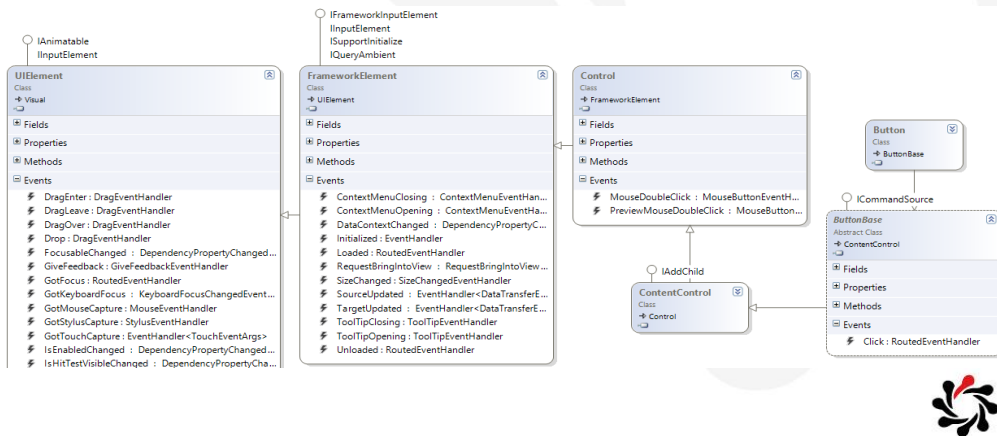 IAnimatable
IInputElement
UIElement
Class
Visual
Fields
Properties
Methods
Events
DragEnter : DragEventHandler
DragLeave : DragEventHandler
DragOver : DragEventHandler
Drop : DragEventHandler
FocusableChanged : DependencyPropertyChanged...
GiveFeedback : GiveFeedbackEventHandler
GotFocus : RoutedEventHandler
GotKeyboardFocus : KeyboardFocusChangedEvent...
GotMouseCapture : MouseEventHandler
GotStylusCapture : StylusEventHandler
GotTouchCapture : EventHandler<TouchEventArgs>
IsEnabledChanged : DependencyPropertyChanged...
IsHitTestVisibleChanged : DependencyPropertyCha...
IFrameworkInputElement
IInputElement
ISupportInitialize
IQueryAmbient
FrameworkElement
Class
UIElement
Fields
Properties
Methods
Events
ContextMenuClosing : ContextMenuEventHan...
ContextMenuOpening : ContextMenuEventHa...
DataContextChanged : DependencyPropertyC...
Initialized : EventHandler
Loaded : RoutedEventHandler
RequestBringIntoView : RequestBringIntoView...
SizeChanged : SizeChangedEventHandler
SourceUpdated : EventHandler<DataTransferE...
TargetUpdated : EventHandler<DataTransferE...
ToolTipClosing : ToolTipEventHandler
ToolTipOpening : ToolTipEventHandler
Unloaded : RoutedEventHandler
Control
Class
FrameworkElement
Fields
Properties
Methods
Events
MouseDoubleClick : MouseButtonEventH...
PreviewMouseDoubleClick : MouseButton...
IAddChild
ContentControl
Class
Control
Button
Class
ButtonBase
ICommandSource
ButtonBase
Abstract Class
ContentControl
Fields
Properties
Methods
Events
Click : RoutedEventHandler